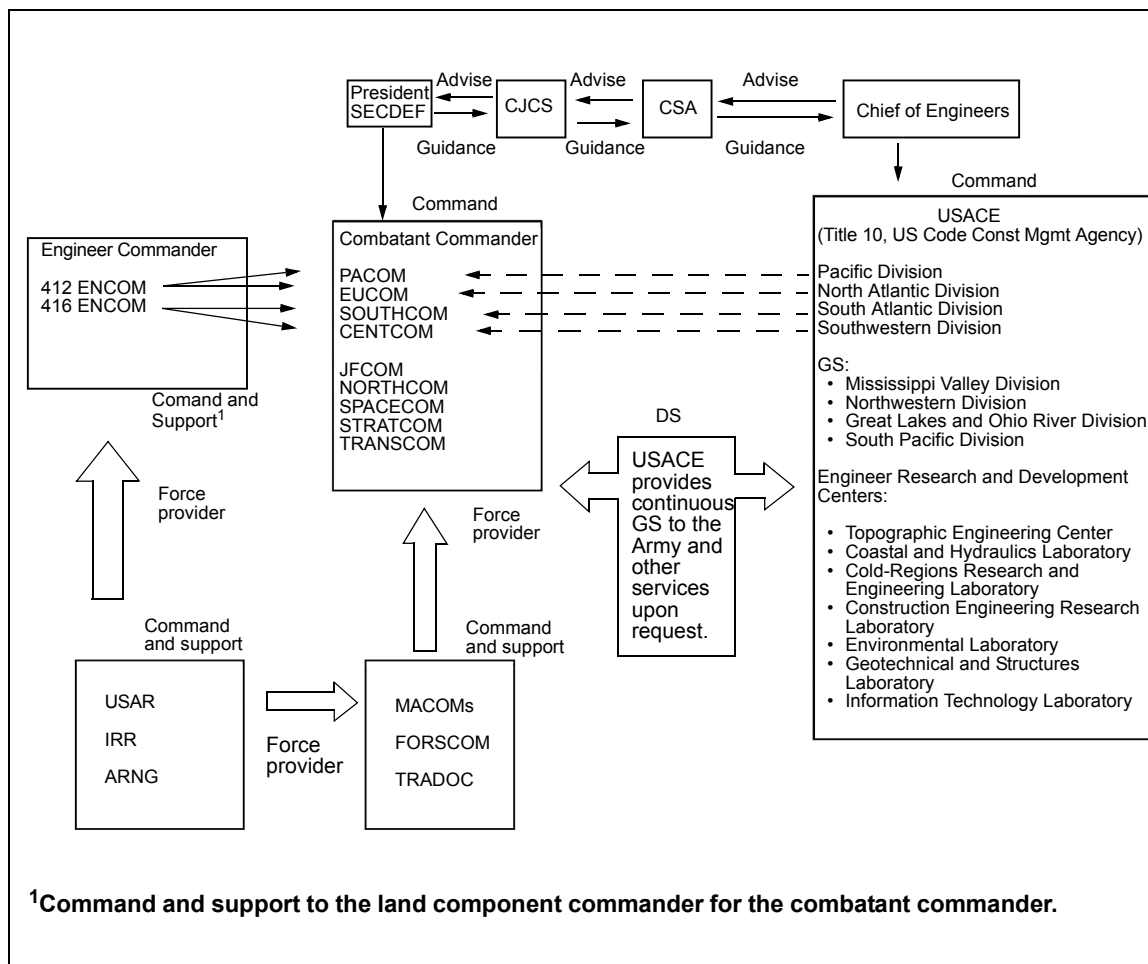 Advise
Advise
Advise
President
SECDEF
CJCS
CSA
Chief of Engineers
Guidance
Guidance
Guidance
Command
Command
Engineer Commander
412 ENCOM
416 ENCOM
Comand and
Support1
Combatant Commander
PACOM
EUCOM
SOUTHCOM
CENTCOM
JFCOM
NORTHCOM
SPACECOM
STRATCOM
TRANSCOM
USACE
(Title 10, US Code Const Mgmt Agency)
Pacific Division
North Atlantic Division
South Atlantic Division
Southwestern Division
GS:
• Mississippi Valley Division
• Northwestern Division
• Great Lakes and Ohio River Division
• South Pacific Division
Engineer Research and Development
Centers:
• Topographic Engineering Center
• Coastal and Hydraulics Laboratory
• Cold-Regions Research and
Engineering Laboratory
• Construction Engineering Research
Laboratory
• Environmental Laboratory
• Geotechnical and Structures
Laboratory
• Information Technology Laboratory
DS
USACE
provides
continuous
GS to the
Army and
other
services
upon
request.
Force
provider
Force
provider
Command
and support
Command
and support
USAR
IRR
ARNG
Force
provider
MACOMs
FORSCOM
TRADOC
1Command and support to the land component commander for the combatant commander.